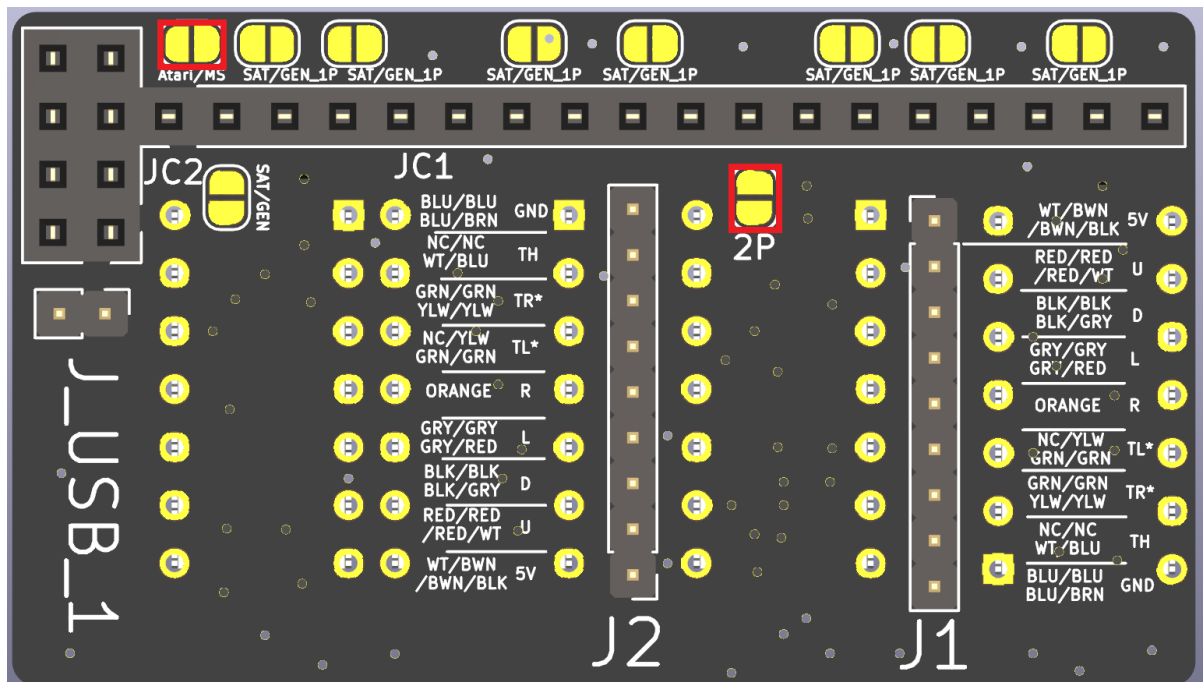 Atari/MS SAT/GEN_1P SAT/GEN_1P SAT/GEN_1P SAT/GEN_1P SAT/GEN_1P SAT/GEN_1P SAT/GEN_1P
JC2
SAT/GEN
JC1
BLU/BLU
BLU/BRN
GND
NC/NC
WT/BLU
TH
GRN/GRN
YLW/YLW
TR*
NC/YLW
GRN/GRN
TL*
ORANGE R
GRY/GRY
GRY/RED
L
BLK/BLK
BLK/GRY
D
RED/RED
/RED/WT
U
WT/BWN
/BWN/BLK
5V
J2
2P
WT/BWN
/BWN/BLK
5V
RED/RED
/RED/WT
U
BLK/BLK
BLK/GRY
D
GRY/GRY
GRY/RED
L
ORANGE R
NC/YLW
GRN/GRN
TL*
GRN/GRN
YLW/YLW
TR*
NC/NC
WT/BLU
TH
BLU/BLU
BLU/BRN
GND
J1
J_USB_1